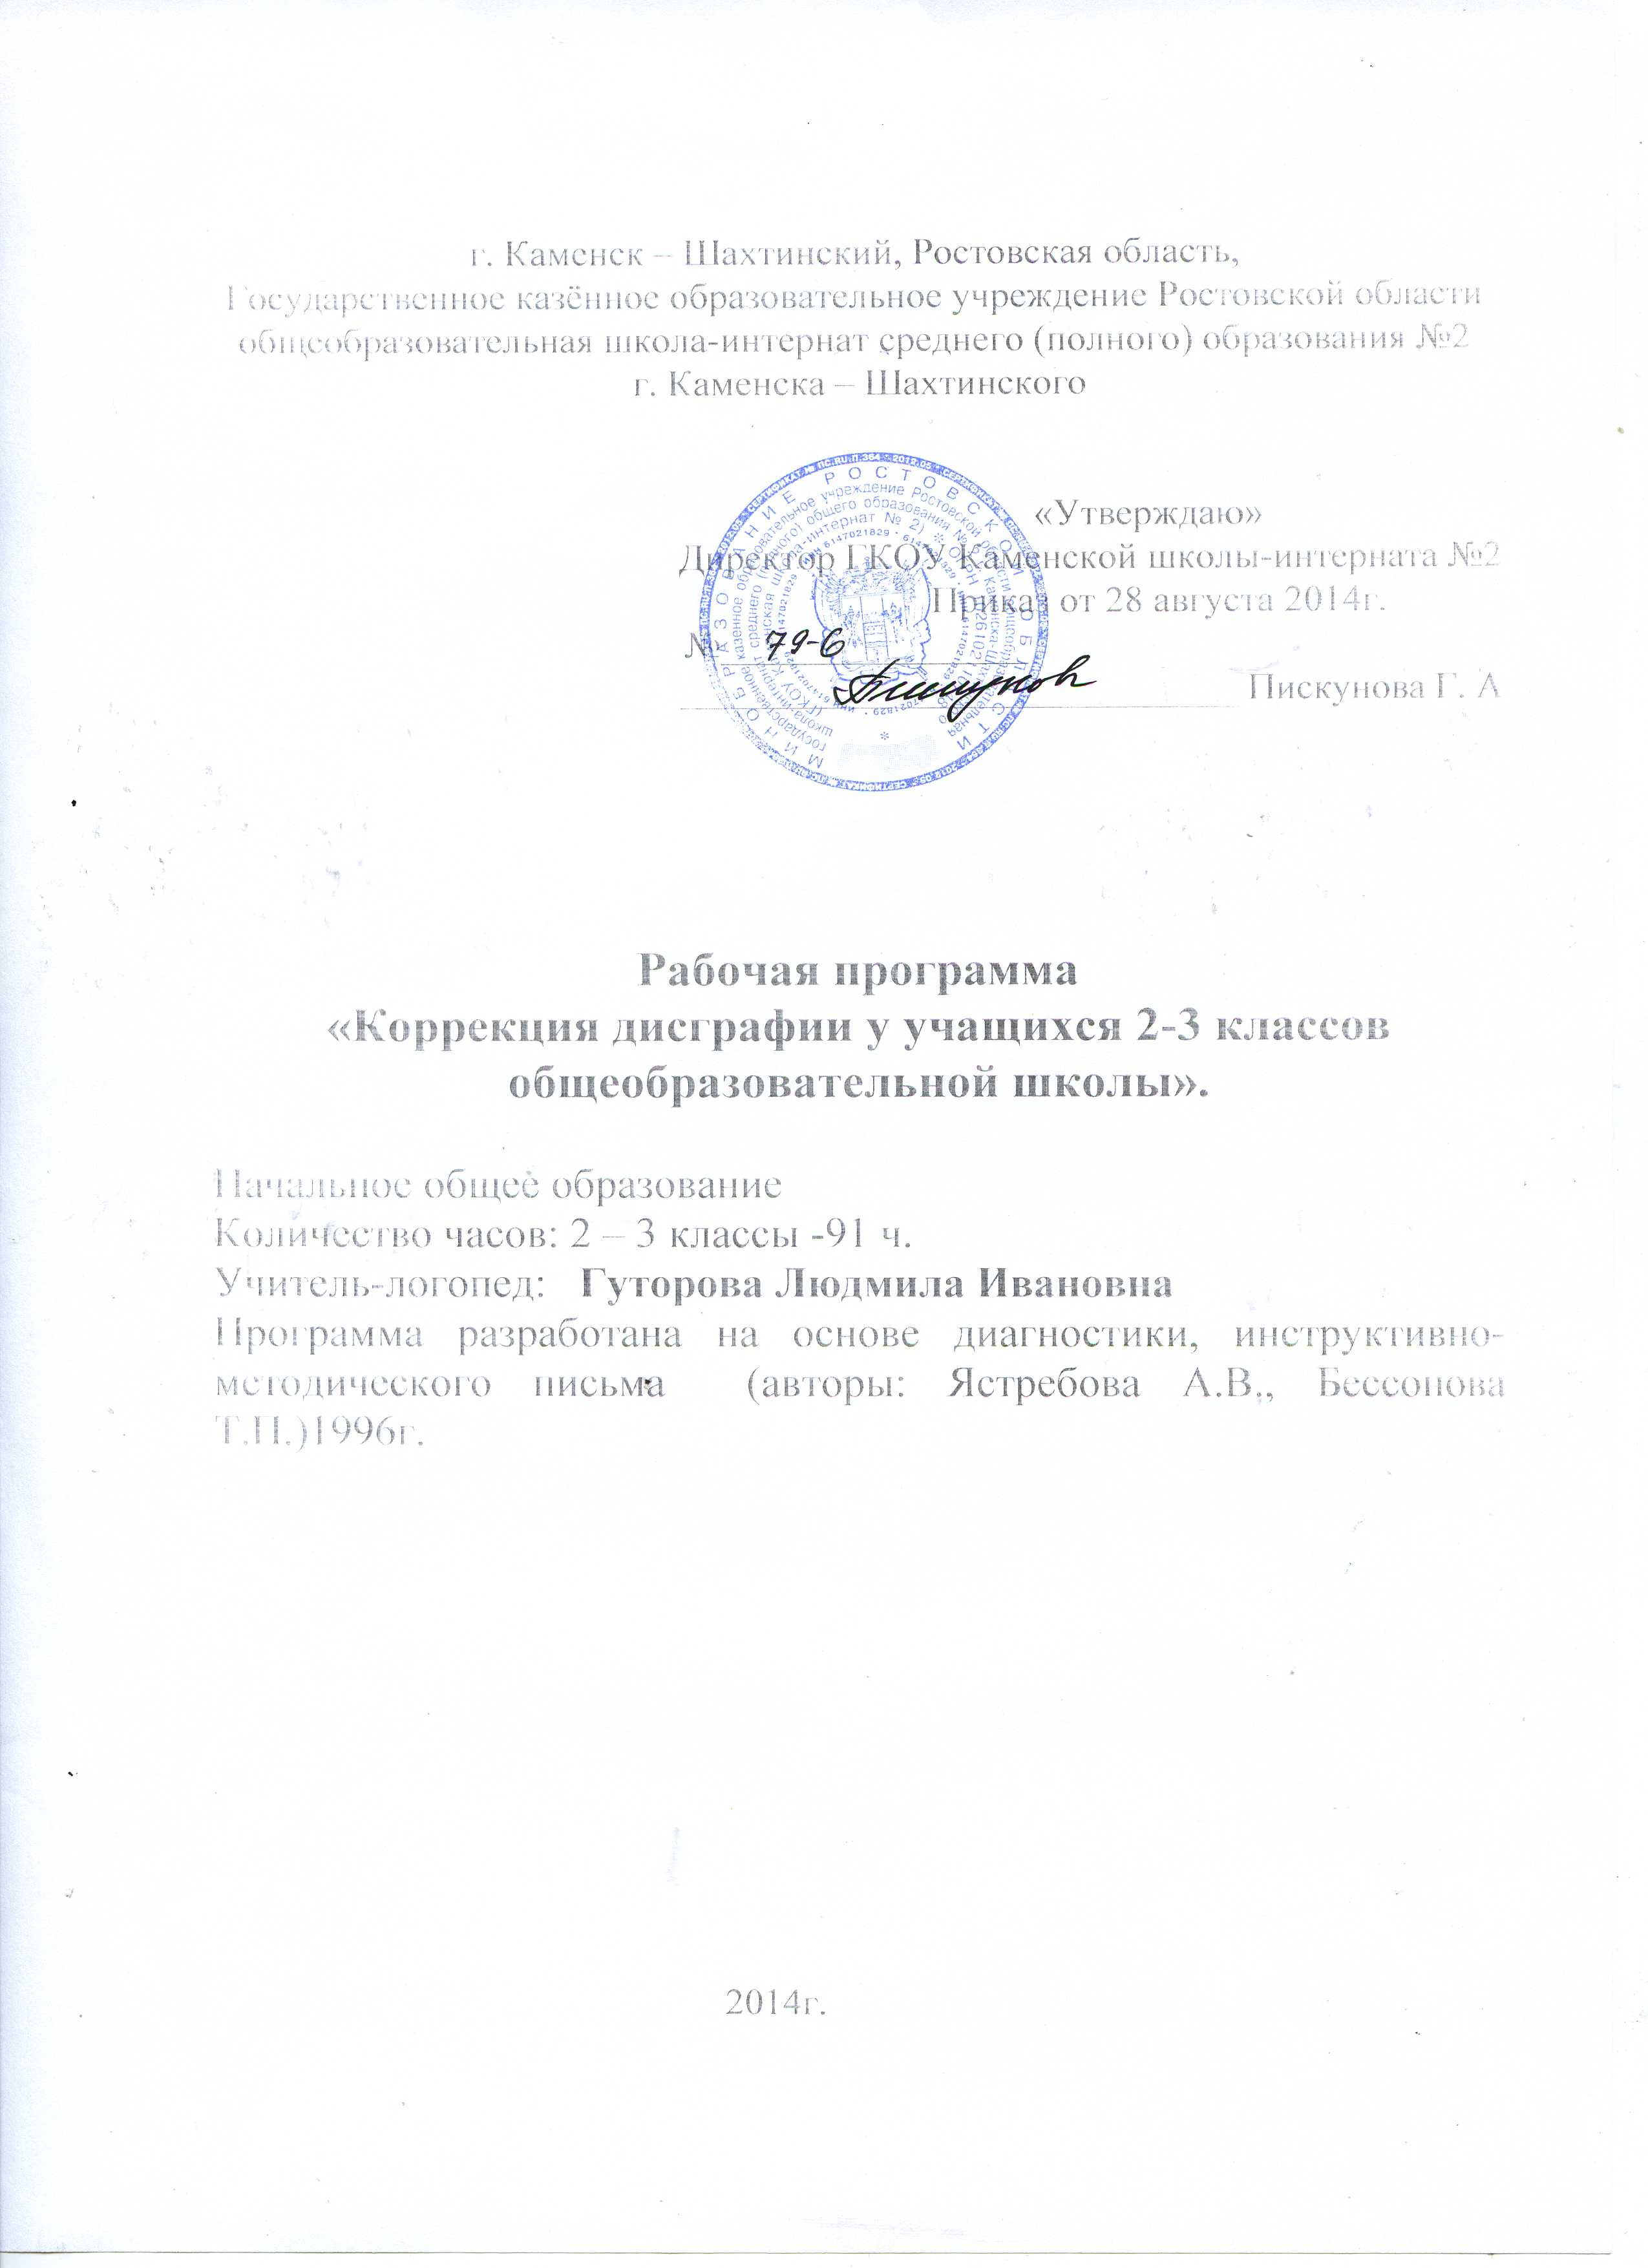 г. Каменск – Шахтинский, Ростовская область,
Государственное казённое образовательное учреждение Ростовской области
общеобразовательная школа-интернат среднего (полного) образования №2
г. Каменска – Шахтинского
«Утверждаю»
Директор ГКОУ Каменской школы-интерната №2
Приказ от 28 августа 2014г.
№ 79-6
Пискунова Г. А
Рабочая программа
«Коррекция дисграфии у учащихся 2-3 классов
общеобразовательной школы».
Начальное общее образование
Количество часов: 2 – 3 классы -91 ч.
Учитель-логопед: Гуторова Людмила Ивановна
Программа разработана на основе диагностики, инструктивно-
методического письма (авторы: Ястребова А.В., Бессонова
Т.П.)1996г.
2014г.